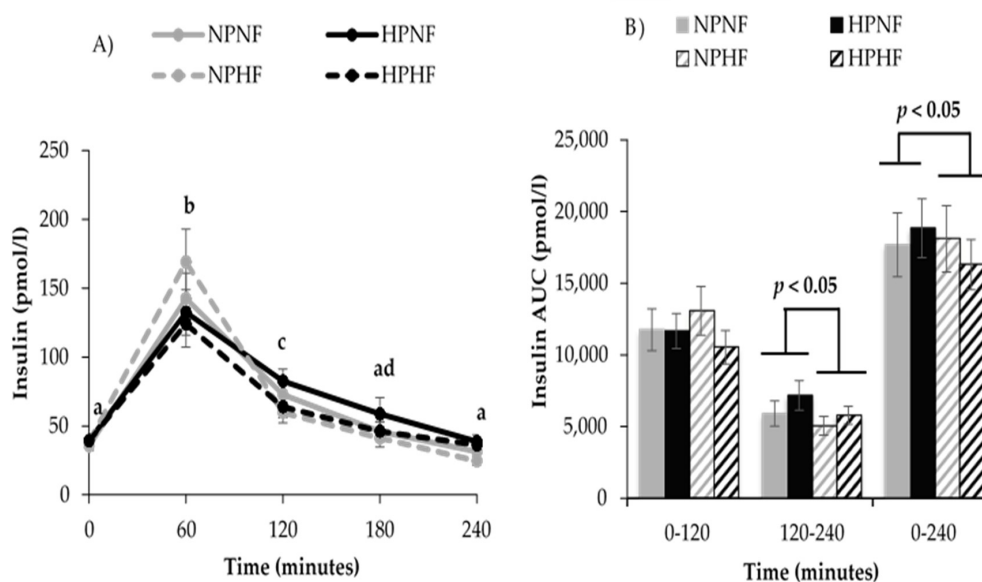 A)
NPNF
HPNF
NPHF
HPHF
Insulin (pmol/l)
250
200
150
100
50
0
a
b
c
ad
a
0 60 120 180 240
Time (minutes)
B)
NPNF
HPNF
NPHF
HPHF
Insulin AUC (pmol/l)
25,000
20,000
15,000
10,000
5,000
0
p < 0.05
p < 0.05
0-120 120-240 0-240
Time (minutes)